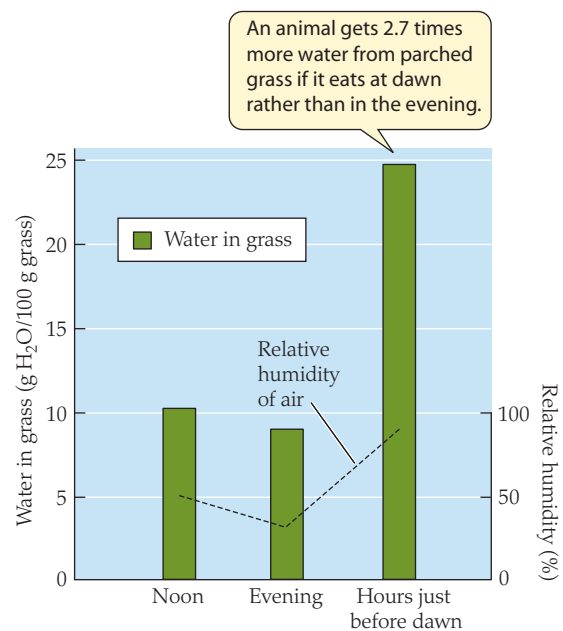 An animal gets 2.7 times
more water from parched
grass if it eats at dawn
rather than in the evening.
Water in grass (g H₂O/100 g grass)
25
20
15
10
5
0
Water in grass
Relative
humidity
of air
100
50
0
Relative humidity (%)
Noon
Evening
Hours just
before dawn